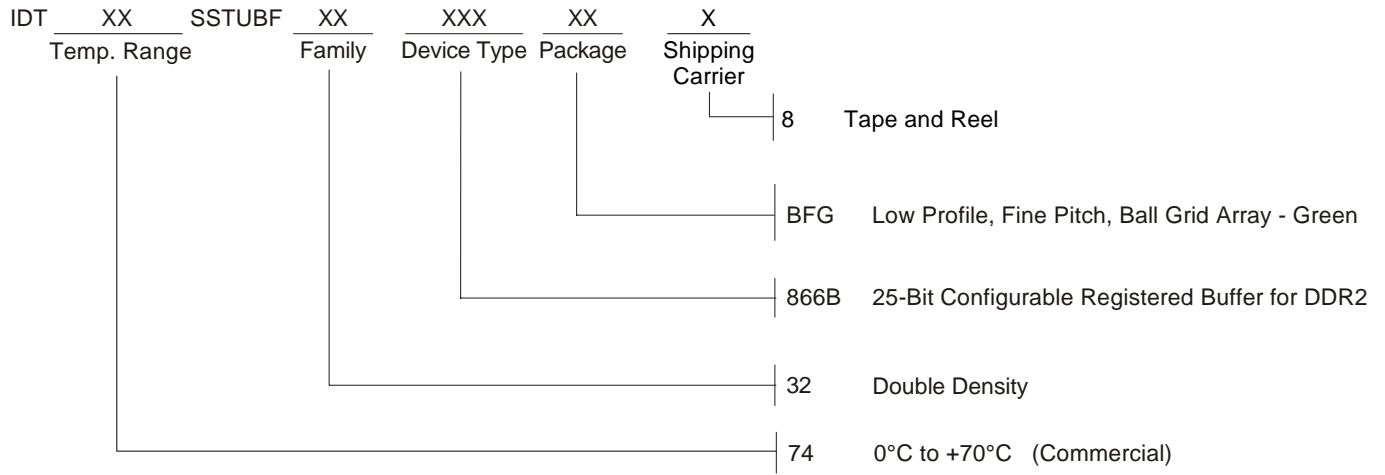 IDT XX SSTUBF XX XXX XX X
Temp. Range Family Device Type Package Shipping
Carrier
8 Tape and Reel
BFG Low Profile, Fine Pitch, Ball Grid Array - Green
866B 25-Bit Configurable Registered Buffer for DDR2
32 Double Density
74 0°C to +70°C (Commercial)